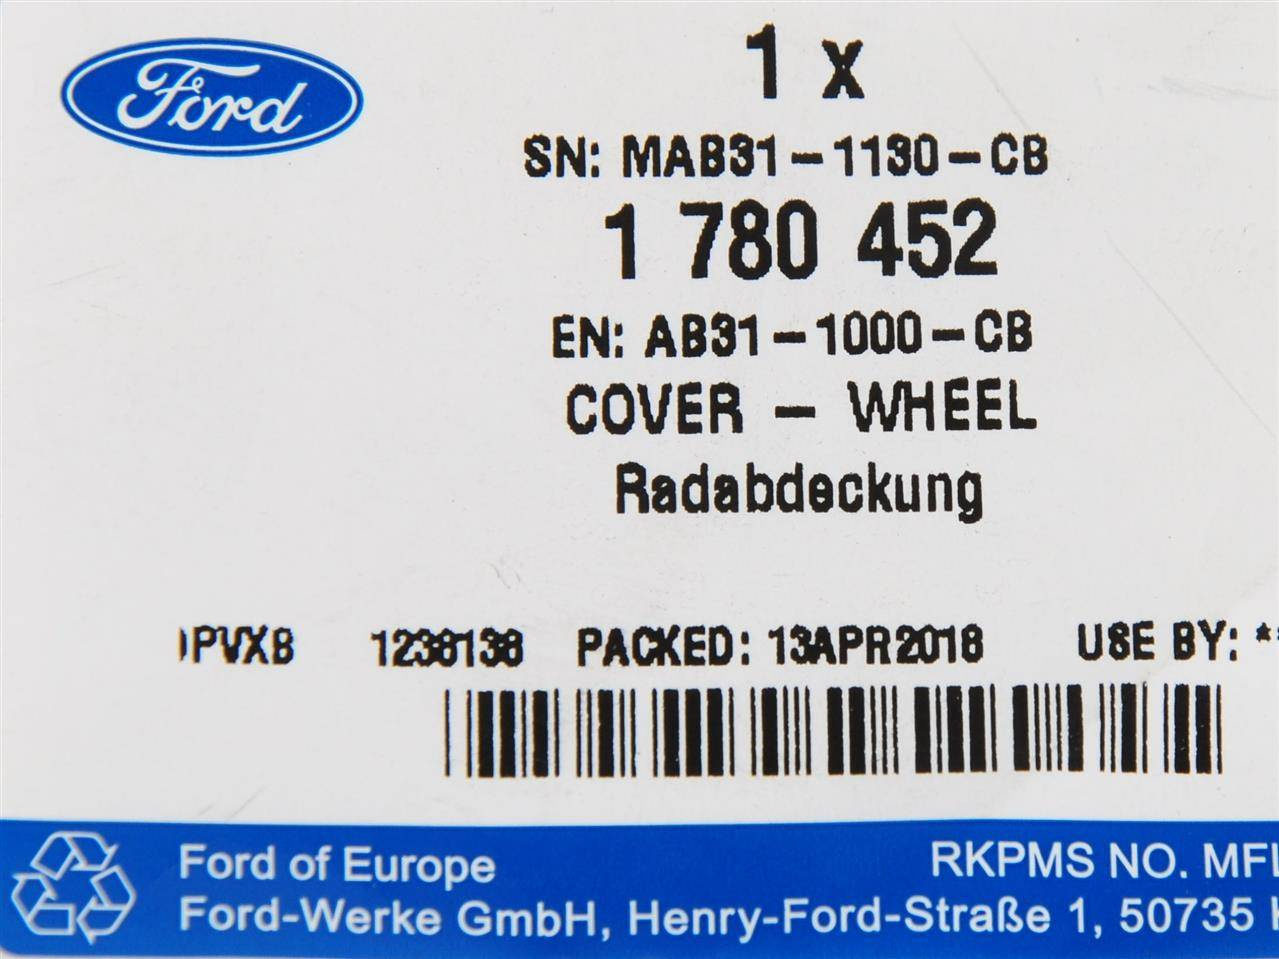 Ford
1 x
SN: MAB31-1130-CB
1 780 452
EN: AB31-1000-CB
COVER - WHEEL
Radabdeckung
PVXB 1238138 PACKED: 13APR2018 USE BY: *
Ford of Europe
RKPMS NO. MFL
Ford-Werke GmbH, Henry-Ford-Straße 1, 50735